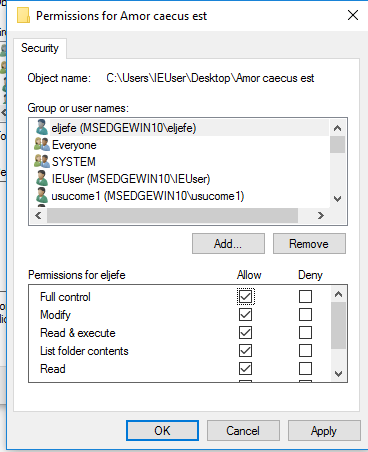 Permissions for Amor caecus est
Security
Object name: C:\Users\IEUser\Desktop\Amor caecus est
Group or user names:
eljefe (MSEDGEWIN10\eljefe)
Everyone
SYSTEM
IEUser (MSEDGEWIN10\IEUser)
usucome1 (MSEDGEWIN10\usucome1)
Add...
Remove
Permissions for eljefe Allow Deny
Full control
Modify
Read & execute
List folder contents
Read
OK
Cancel
Apply